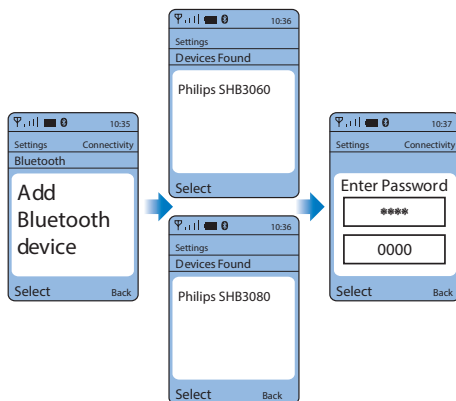 10:35
Settings Connectivity
Bluetooth
Add
Bluetooth
device
Select Back
10:36
Settings
Devices Found
Philips SHB3060
Select
10:36
Settings
Devices Found
Philips SHB3080
Select Back
10:37
Settings Connectivity
Enter Password
****
0000
Select Back